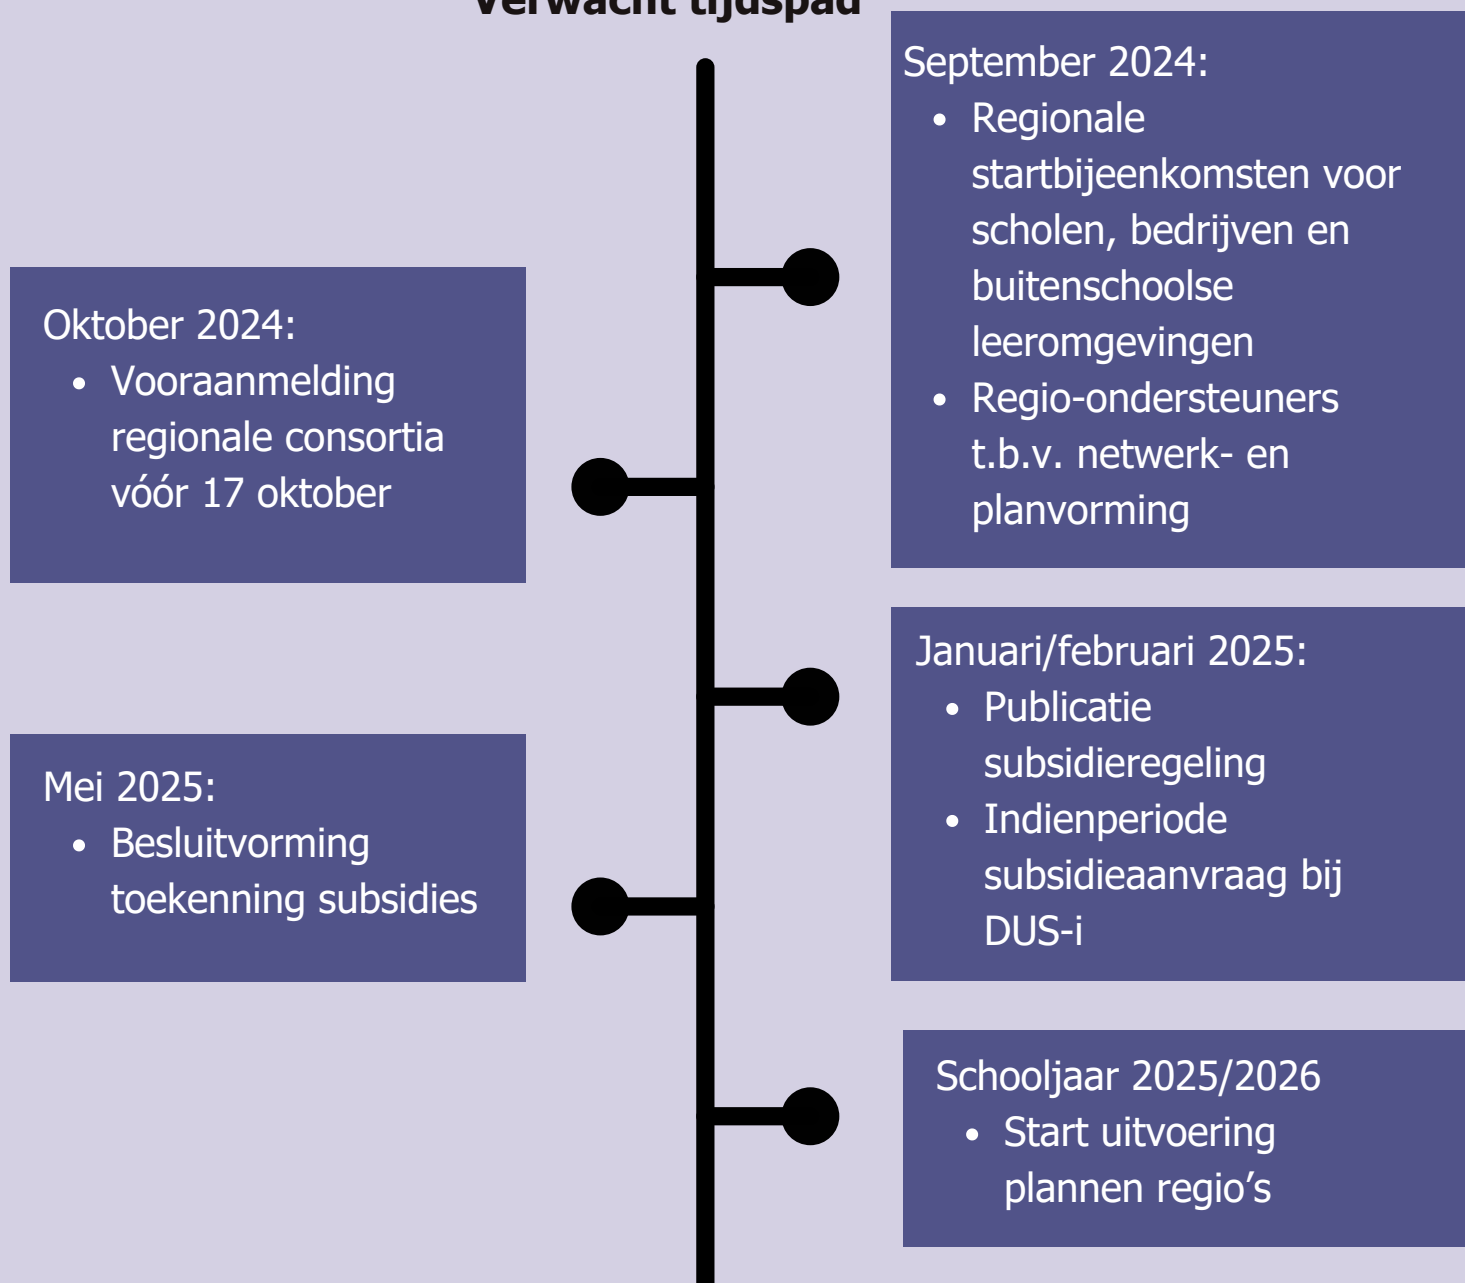 Verwacht tijdspad
September 2024:
• Regionale
startbijeenkomsten voor
scholen, bedrijven en
buitenschoolse
leeromgevingen
• Regio-ondersteuners
t.b.v. netwerk- en
planvorming
Oktober 2024:
• Vooraanmelding
regionale consortia
vóór 17 oktober
Januari/februari 2025:
• Publicatie
subsidieregeling
• Indienperiode
subsidieaanvraag bij
DUS-i
Mei 2025:
• Besluitvorming
toekenning subsidies
Schooljaar 2025/2026
• Start uitvoering
plannen regio’s